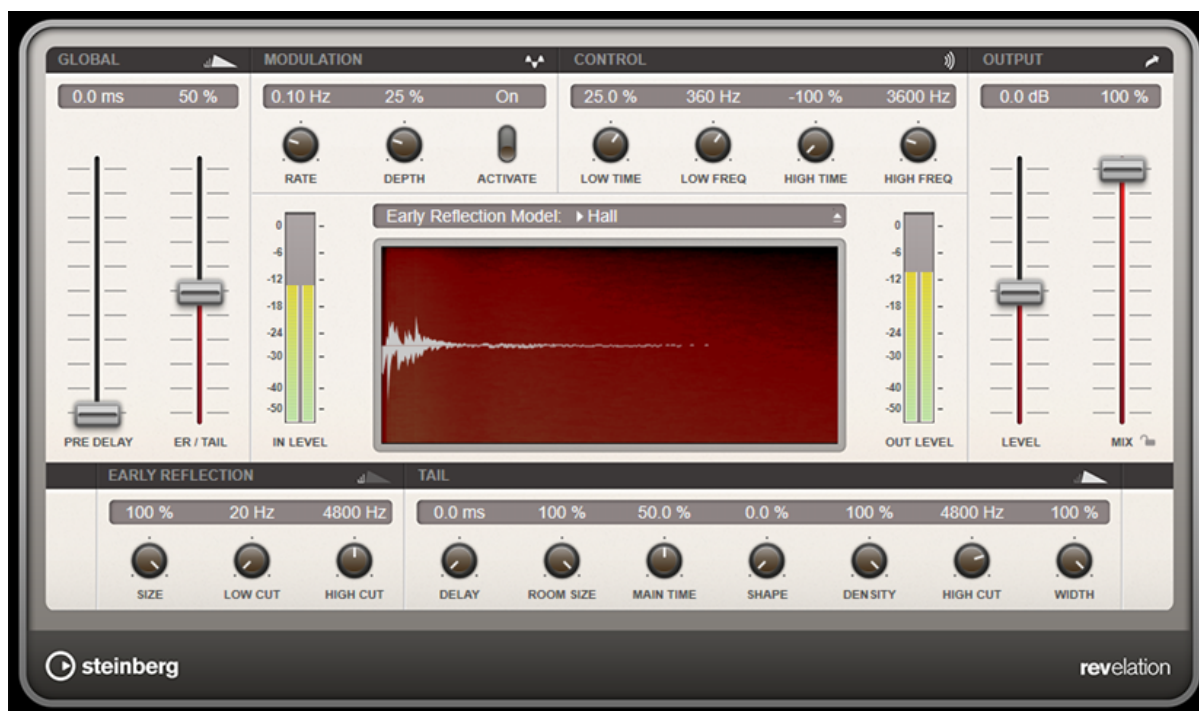 GLOBAL MODULATION CONTROL OUTPUT
0.0 ms 50 % 0.10 Hz 25 % On 25.0 % 360 Hz -100 % 3600 Hz 0.0 dB 100 %
RATE DEPTH ACTIVATE LOW TIME LOW FREQ HIGH TIME HIGH FREQ
Early Reflection Model: Hall
0 0
-6 -6
-12 -12
-18 -18
-24 -24
-30 -30
-40 -40
-50 -50
PRE DELAY ER / TAIL IN LEVEL OUT LEVEL LEVEL MIX
EARLY REFLECTION TAIL
100 % 20 Hz 4800 Hz 0.0 ms 100 % 50.0 % 0.0 % 100 % 4800 Hz 100 %
SIZE LOW CUT HIGH CUT DELAY ROOM SIZE MAIN TIME SHAPE DENSITY HIGH CUT WIDTH
steinberg revelation